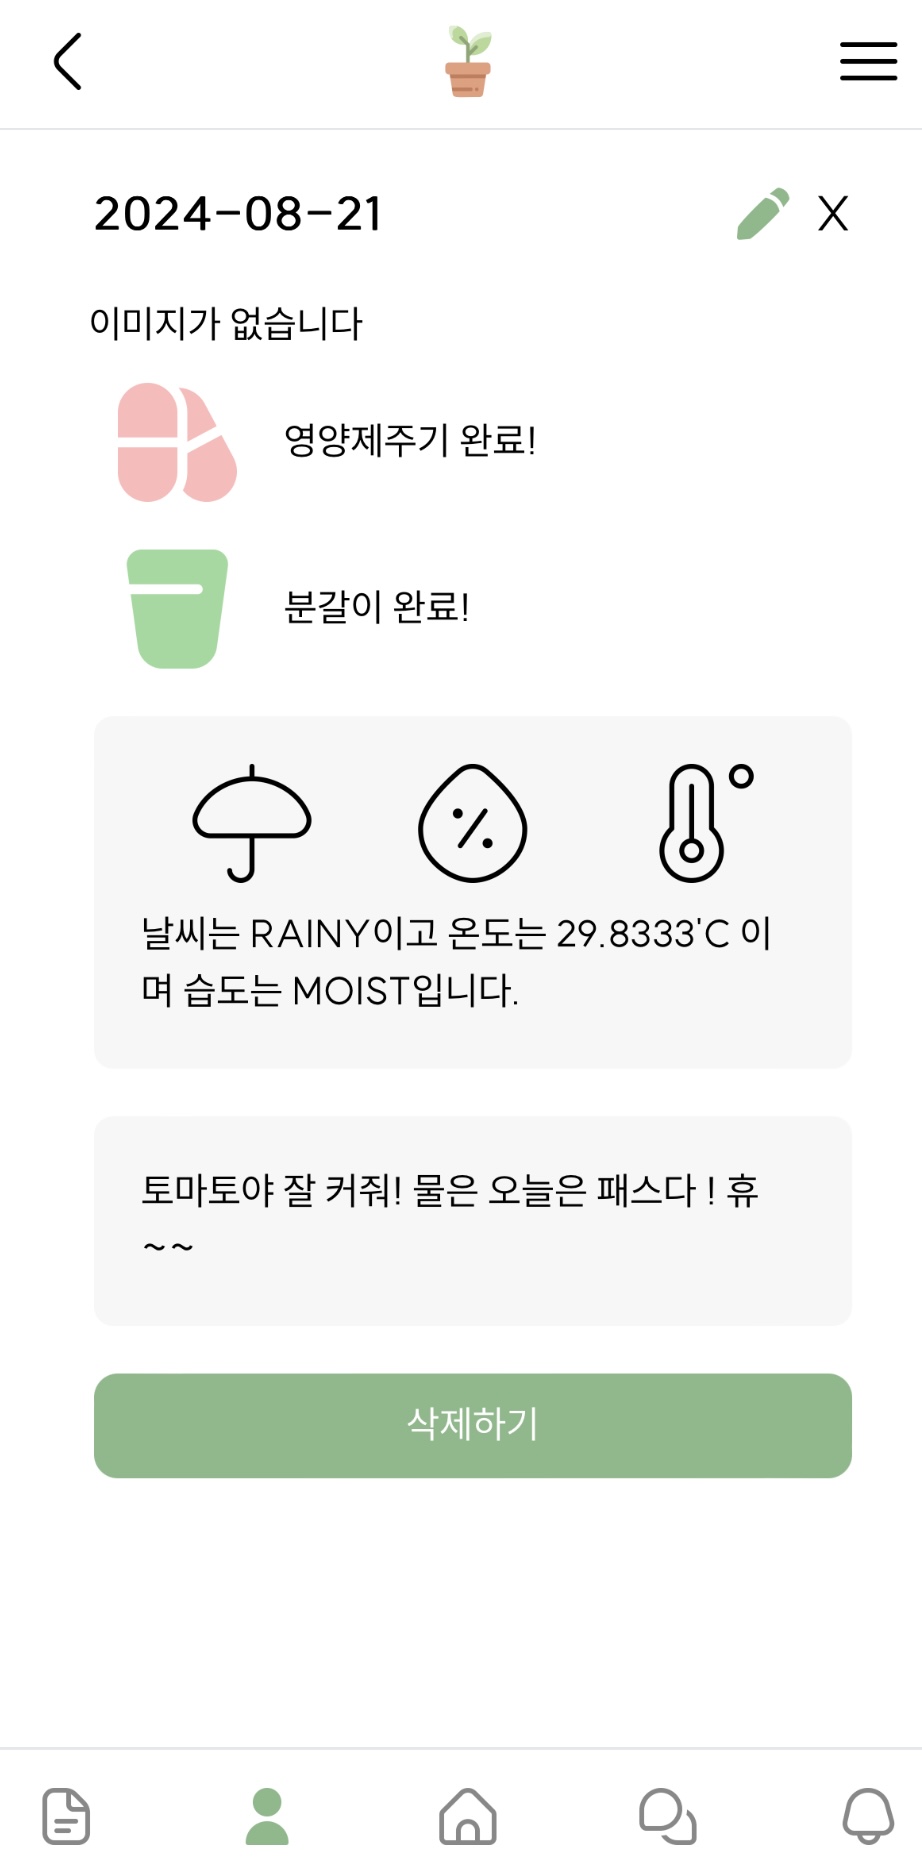 2024-08-21
X
이미지가 없습니다
영양제주기 완료!
분갈이 완료!
날씨는 RAINY이고 온도는 29.8333'C 이
며 습도는 MOIST입니다.
토마토야 잘 커줘! 물은 오늘은 패스다 ! 휴
~~
삭제하기